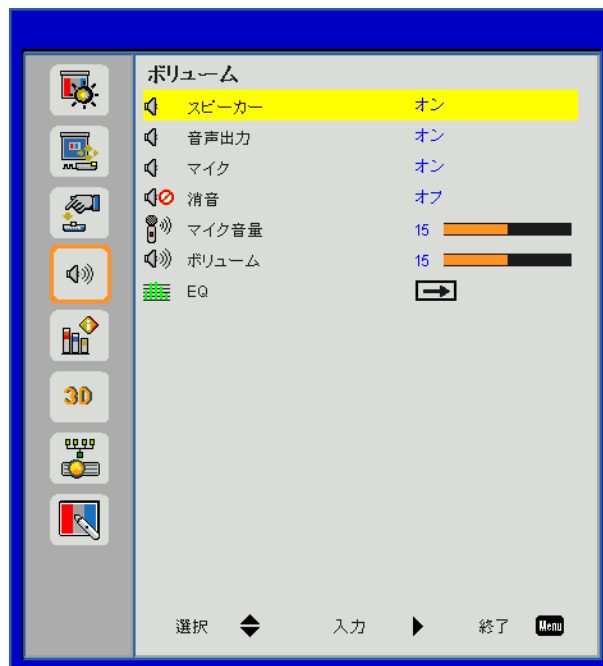 ボリューム
スピーカー オン
音声出力 オン
マイク オン
消音 オフ
マイク音量 15
ボリューム 15
EQ
3D
選択 入力 終了 Menu